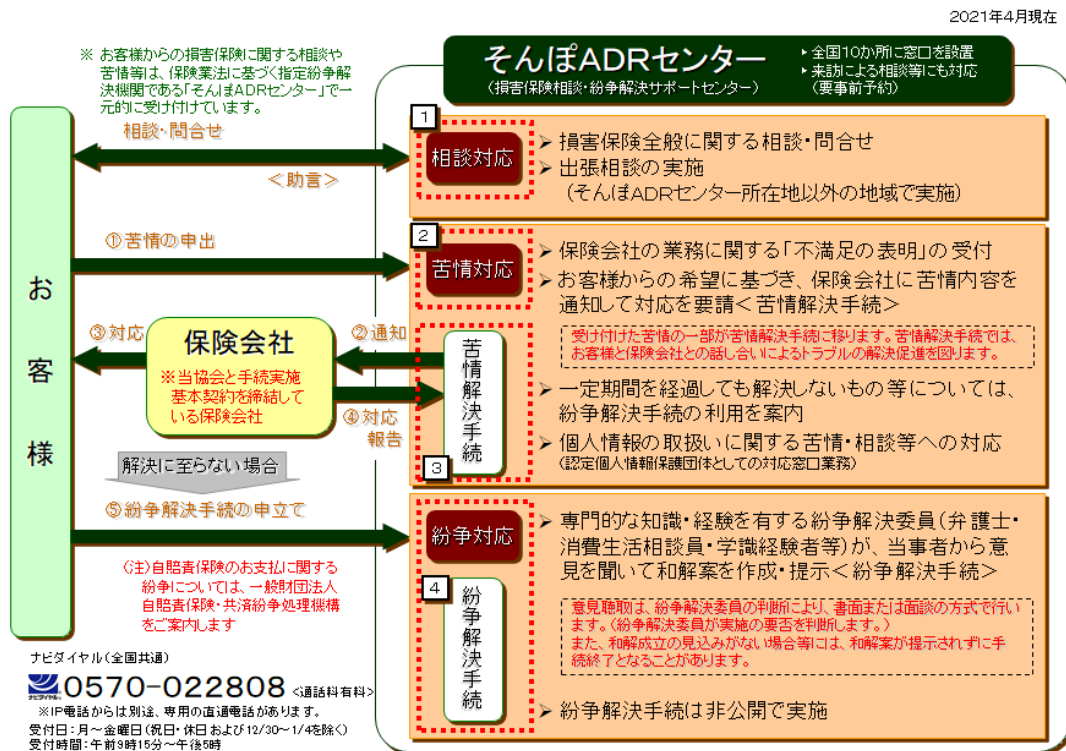 2021年4月現在
※ お客様からの損害保険に関する相談や
苦情等は、保険業法に基づく指定紛争解
決機関である「そんぽADRセンター」で一
元的に受け付けています。
そんぽADRセンター
(損害保険相談・紛争解決サポートセンター)
▶全国10か所に窓口を設置
▶来訪による相談等にも対応
(要事前予約)
お客様
相談・問合せ
<助言>
1
相談対応
➢ 損害保険全般に関する相談・問合せ
➢ 出張相談の実施
(そんぽADRセンター所在地以外の地域で実施)
①苦情の申出
2
苦情対応
➢ 保険会社の業務に関する「不満足の表明」の受付
➢ お客様からの希望に基づき、保険会社に苦情内容を
通知して対応を要請<苦情解決手続>
受け付けた苦情の一部が苦情解決手続に移ります。苦情解決手続では、
お客様と保険会社との話し合いによるトラブルの解決促進を図ります。
③対応
保険会社
※当協会と手続実施
基本契約を締結して
いる保険会社
②通知
④対応
報告
苦情解決手続
3
➢ 一定期間を経過しても解決しないもの等については、
紛争解決手続の利用を案内
➢ 個人情報の取扱いに関する苦情・相談等への対応
(認定個人情報保護団体としての対応窓口業務)
解決に至らない場合
⑤紛争解決手続の申立て
紛争対応
4
紛争解決手続
➢ 専門的な知識・経験を有する紛争解決委員(弁護士・
消費生活相談員・学識経験者等)が、当事者から意
見を聞いて和解案を作成・提示<紛争解決手続>
意見聴取は、紛争解決委員の判断により、書面または面談の方式で行い
ます。(紛争解決委員が実施の要否を判断します。)
また、和解成立の見込みがない場合等には、和解案が提示されずに手
続終了となることがあります。
➢ 紛争解決手続は非公開で実施
(注)自賠責保険のお支払に関する
紛争については、一般財団法人
自賠責保険・共済紛争処理機構
をご案内します
ナビダイヤル(全国共通)
ナビダイヤル
0570-022808 <通話料有料>
※IP電話からは別途、専用の直通電話があります。
受付日:月~金曜日(祝日・休日および12/30~1/4を除く)
受付時間:午前9時15分~午後5時